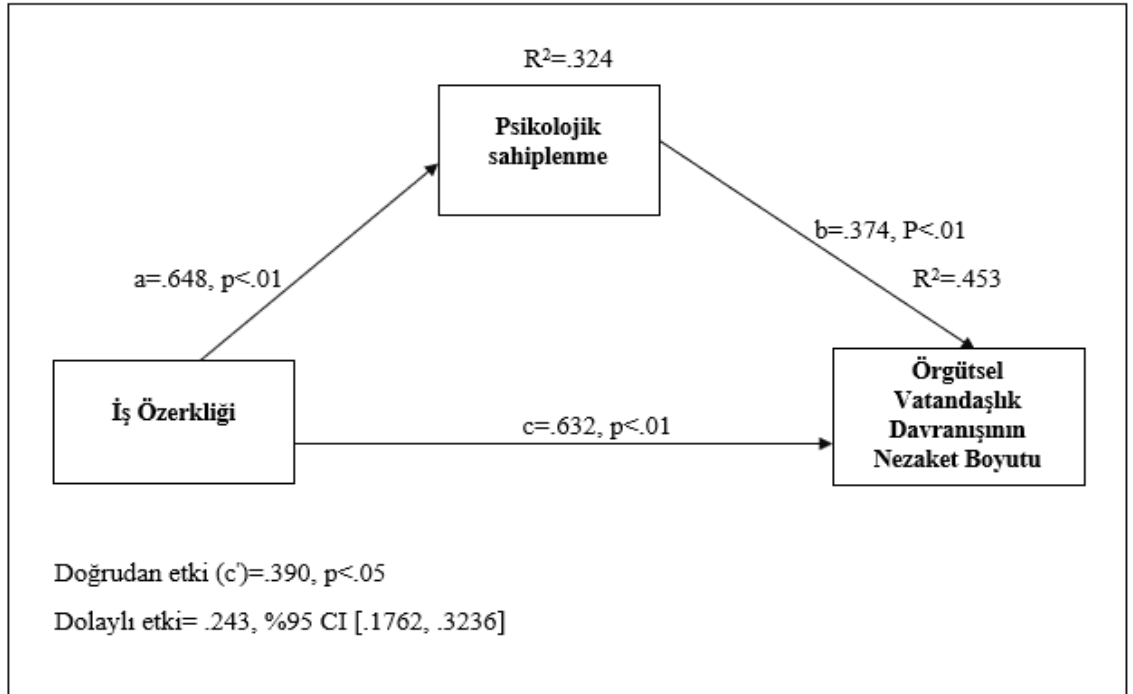 R²=.324
Psikolojik
sahiplenme
b=.374, P<.01
a=.648, p<.01
R²=.453
İş Özerkliği
c=.632, p<.01
Örgütsel
Vatandaşlık
Davranışının
Nezaket Boyutu
Doğrudan etki (c')=.390, p<.05
Dolaylı etki= .243, %95 CI [.1762, .3236]